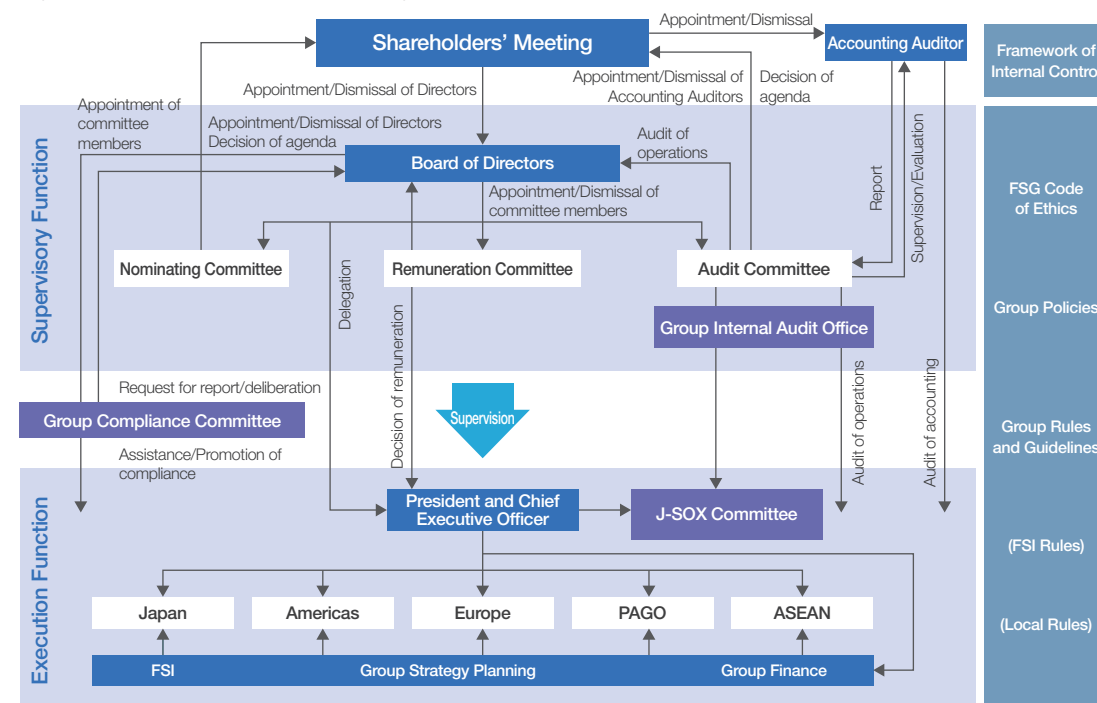 Appointment/Dismissal
Shareholders' Meeting
Accounting Auditor
Framework of
Internal Contro
Appointment/Dismissal of Directors
Appointment/Dismissal of
Accounting Auditors
Decision of
agenda
Appointment of
committee
members
Appointment/Dismissal of Directors
Decision of agenda
Audit of
operations
Board of Directors
Appointment/Dismissal of
committee members
Report
Supervision/Evaluation
FSG Code
of Ethics
Supervisory Function
Nominating Committee
Remuneration Committee
Audit Committee
Delegation
Decision of remuneration
Group Internal Audit Office
Group Policies
Audit of operations
Audit of accounting
Request for report/deliberation
Group Compliance Committee
Supervision
Assistance/Promotion of
compliance
Group Rules
and Guidelines
Execution Function
President and Chief
Executive Officer
J-SOX Committee
(FSI Rules)
Japan
Americas
Europe
PAGO
ASEAN
(Local Rules)
FSI
Group Strategy Planning
Group Finance